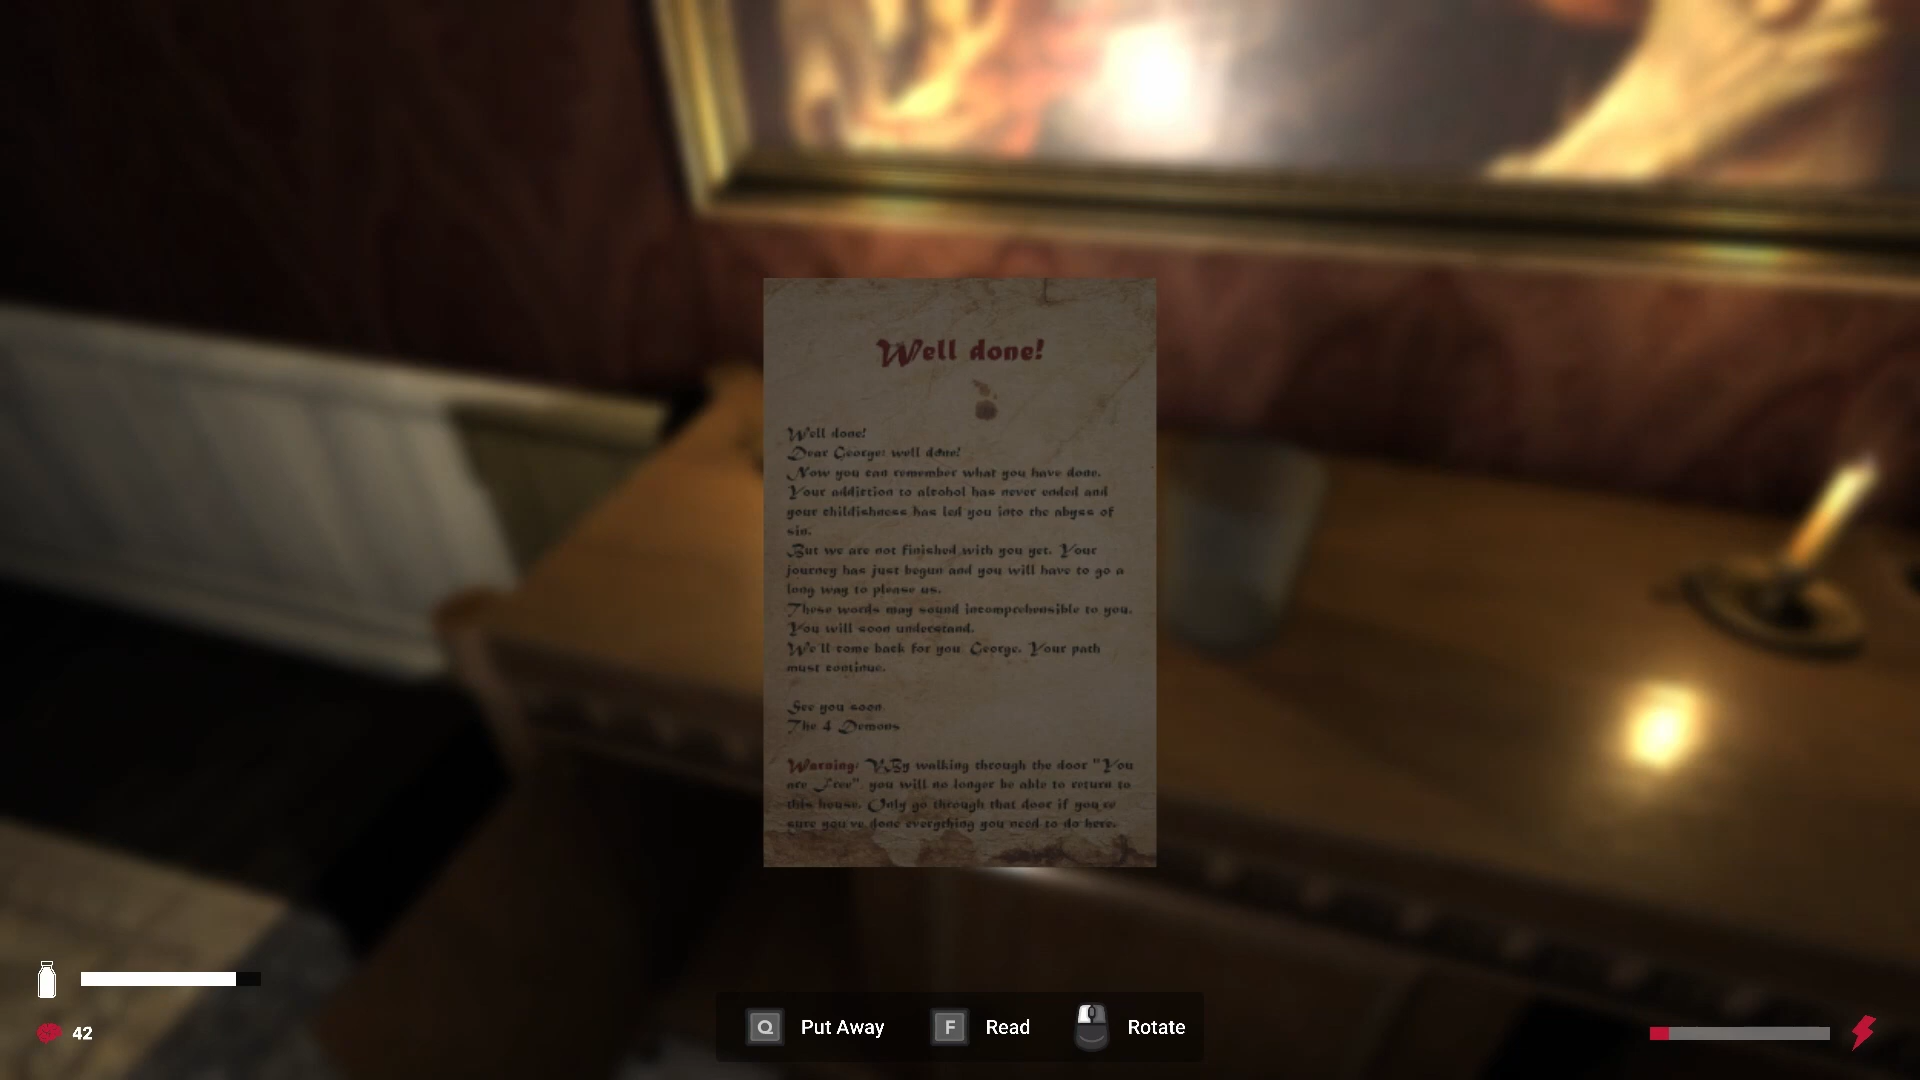 Well done!
Well done!
Dear George: well done!
Now you can remember what you have done.
Your addiction to alcohol has never ended and
your childishness has led you into the abyss of
sin.
But we are not finished with you yet. Your
journey has just begun and you will have to go a
long way to please us.
These words may sound incomprehensible to you.
You will soon understand.
We'll come back for you George. Your path
must continue.
See you soon
The 4 Demons
Warning: By walking through the door "You
are Free" you will no longer be able to return to
this house. Only go through that door if you're
sure you've done everything you need to do here.
42
Q Put Away F Read Rotate